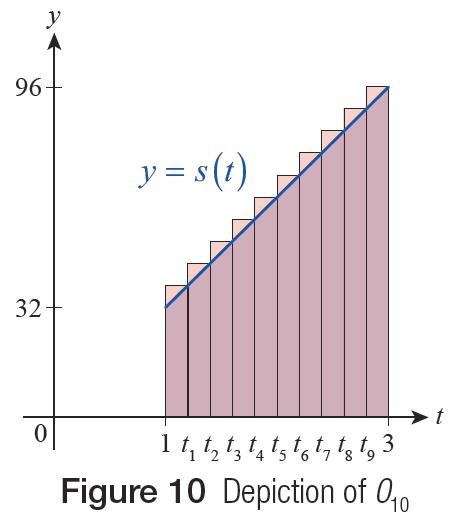 y
96
y = s(t)
32
0
1 t₁ t₂ t₃ t₄ t₅ t₆ t₇ t₈ t₉ 3
t
Figure 10 Depiction of O₁₀